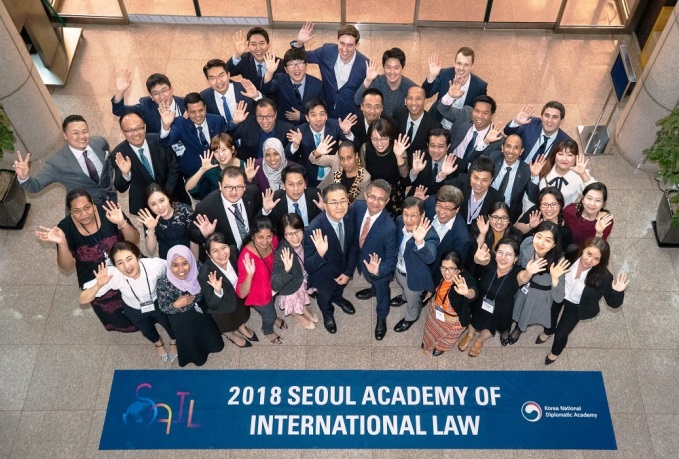 SAIL
2018 SEOUL ACADEMY OF
INTERNATIONAL LAW
Korea National
Diplomatic Academy